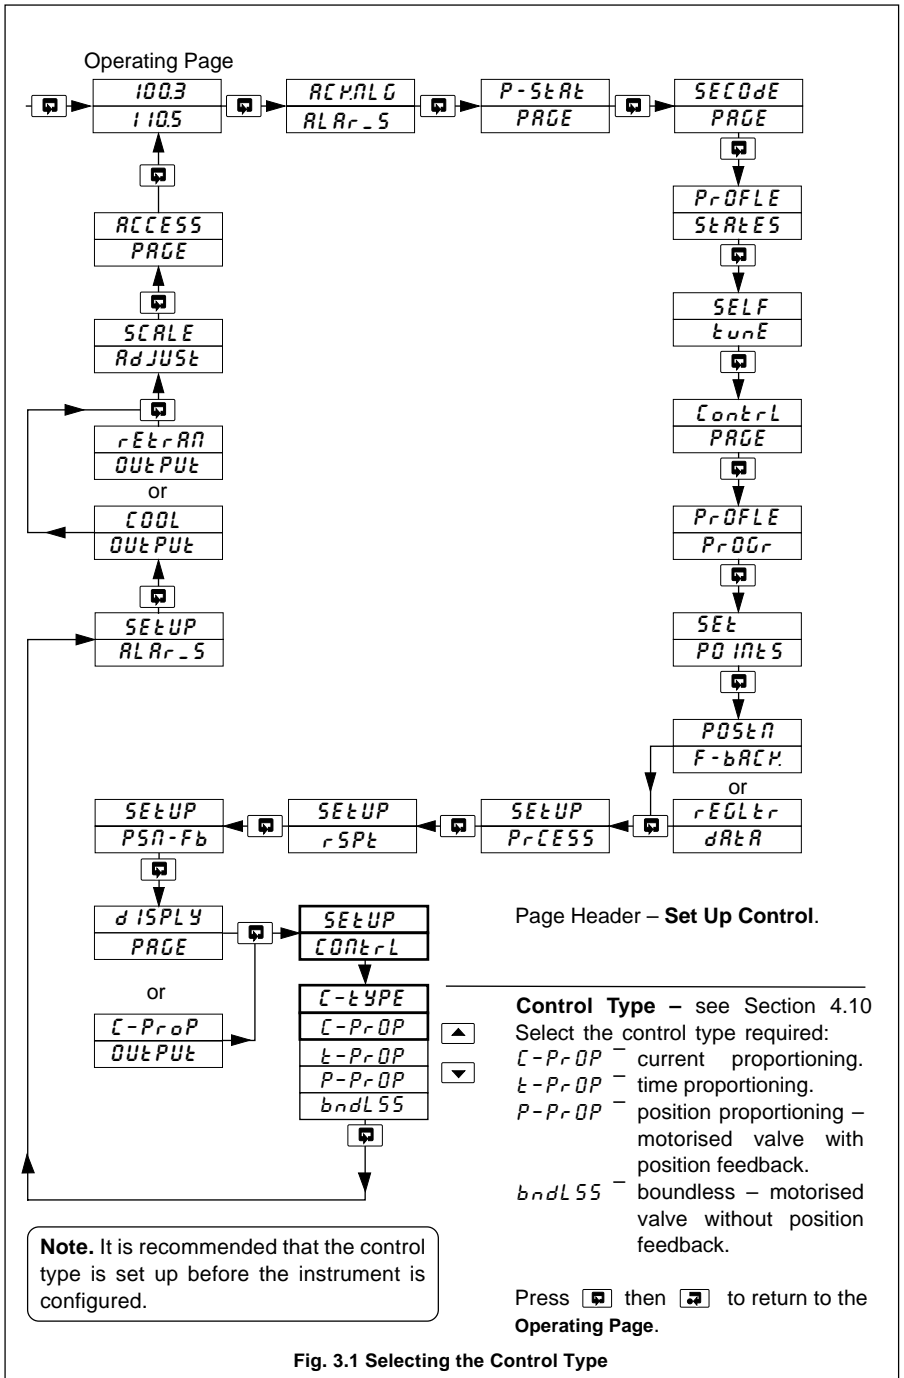 Operating Page
100.3
110.5
ACKNLG
ALAr_S
P-StAt
PAGE
SECOdE
PAGE
PrOFLE
StAtES
SELF
tunE
ContrL
PAGE
PrOFLE
PrOGr
SEt
POINtS
POStN
F-bACK
or
rEGLtr
dAtA
SEtUP
PrCESS
SEtUP
rSPt
SEtUP
PSN-Fb
dISPLY
PAGE
or
C-ProP
OUtPUt
SEtUP
CONtrL
C-tYPE
C-PrOP
t-PrOP
P-PrOP
bndLSS
SEtUP
ALAr_S
COOL
OUtPUt
or
rEtrAN
OUtPUt
SCALE
AdJUSt
ACCESS
PAGE
Page Header – Set Up Control.
Control Type – see Section 4.10
Select the control type required:
C-PrOP – current proportioning.
t-PrOP – time proportioning.
P-PrOP – position proportioning –
motorised valve with
position feedback.
bndLSS – boundless – motorised
valve without position
feedback.
Press then to return to the
Operating Page.
Note. It is recommended that the control
type is set up before the instrument is
configured.
Fig. 3.1 Selecting the Control Type